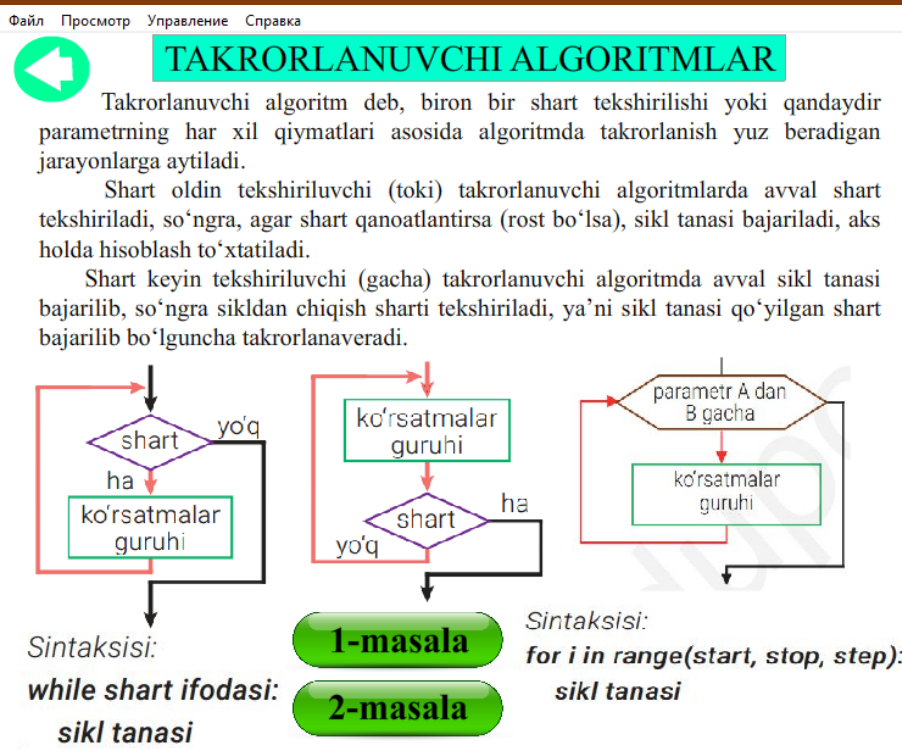 Файл Просмотр Управление Справка
TAKRORLANUVCHI ALGORITMLAR
Takrorlanuvchi algoritm deb, biron bir shart tekshirilishi yoki qandaydir
parametrning har xil qiymatlari asosida algoritmda takrorlanish yuz beradigan
jarayonlarga aytiladi.
Shart oldin tekshiriluvchi (toki) takrorlanuvchi algoritmlarda avval shart
tekshiriladi, so‘ngra, agar shart qanoatlantirsa (rost bo‘lsa), sikl tanasi bajariladi, aks
holda hisoblash to‘xtatiladi.
Shart keyin tekshiriluvchi (gacha) takrorlanuvchi algoritmda avval sikl tanasi
bajarilib, so‘ngra sikldan chiqish sharti tekshiriladi, ya’ni sikl tanasi qo‘yilgan shart
bajarilib bo‘lguncha takrorlanaveradi.
shart
yo‘q
ha
ko‘rsatmalar
guruhi
Sintaksisi:
while shart ifodasi:
sikl tanasi
ko‘rsatmalar
guruhi
shart
ha
yo‘q
1-masala
2-masala
parametr A dan
B gacha
ko‘rsatmalar
guruhi
Sintaksisi:
for i in range(start, stop, step):
sikl tanasi